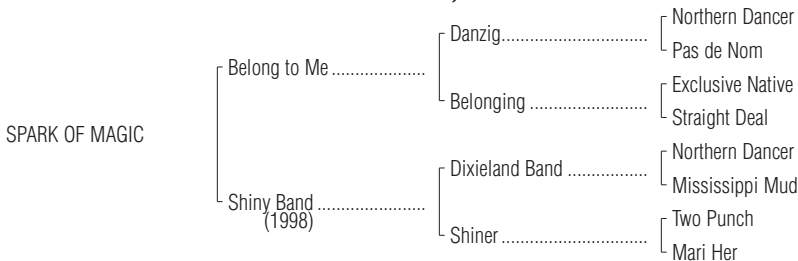 Northern Dancer
Danzig
Pas de Nom
Belong to Me
Exclusive Native
Belonging
Straight Deal
SPARK OF MAGIC
Northern Dancer
Dixieland Band
Mississippi Mud
Shiny Band
(1998)
Two Punch
Shiner
Mari Her